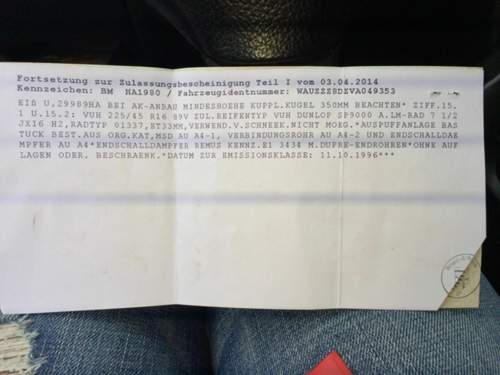 Fortsetzung zur Zulassungsbescheinigung Teil I vom 03.04.2014
Kennzeichen: BM HA1980 / Fahrzeugidentnummer: WAUZZZ8DZVA049353
EIß U,29989HA BEI AK-ANBAU MINDESHOEHE KUPPL.KUGEL 350MM BEACHTEN* ZIFF.15.
1 U.15.2: VUH 225/45 R16 89V ZUL.REIFENTYP VUH DUNLOP SP9000 A.LM-RAD 7 1/2
JX16 H2,RADTYP 01337,ET33MM,VERWEND.V.SCHNEEK.NICHT MOEG.*AUSPUFFANLAGE BAS
TUCK BEST.AUS ORG.KAT,MSD AU A4-1, VERBINDUNGSROHR AU A4-2 UND ENDSCHALLDAE
MPFER AU A4*ENDSCHALLDAMPFER REMUS KENNZ.E1 3434 M.DUPRE-ENDROHREN*OHNE AUF
LAGEN ODER. BESCHRAENK.*DATUM ZUR EMISSIONSKLASSE: 11.10.1996***